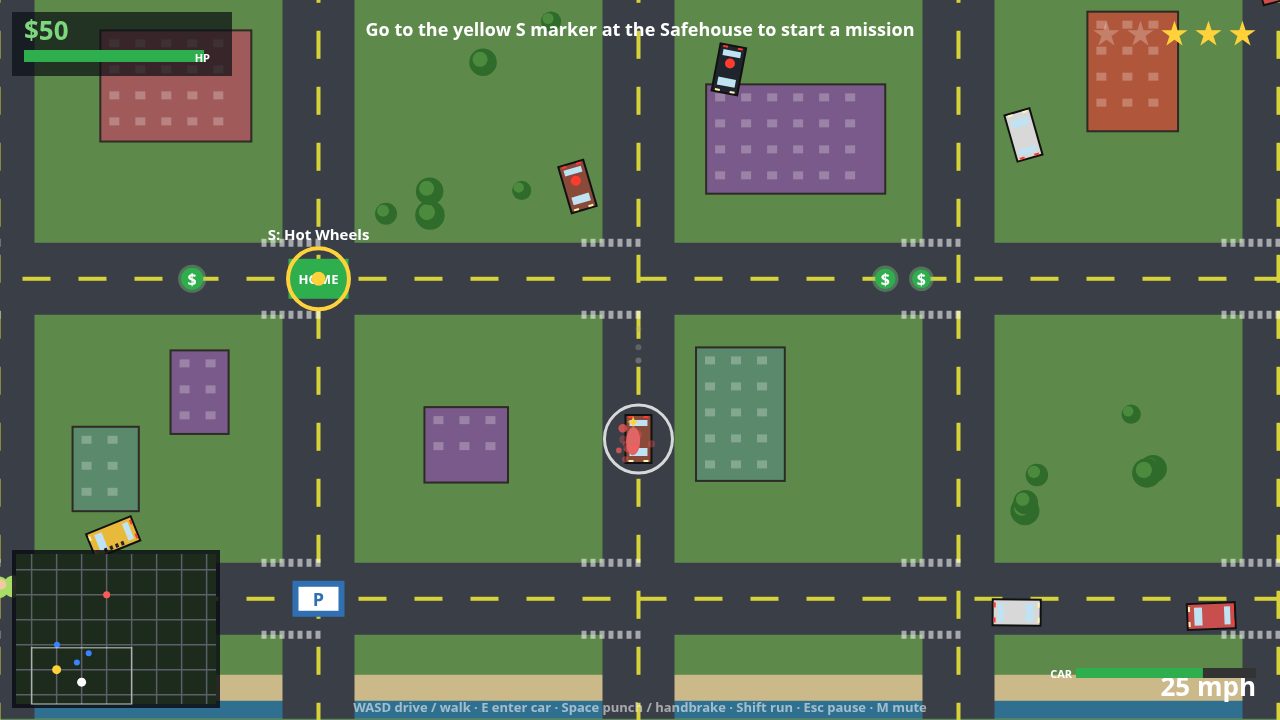 $50
HP
Go to the yellow S marker at the Safehouse to start a mission
S: Hot Wheels
$
HOME
$
$
P
CAR
25 mph
WASD drive / walk · E enter car · Space punch / handbrake · Shift run · Esc pause · M mute